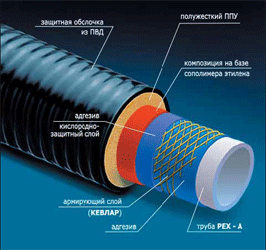 защитная обслочка
из ПВД
полужесткий ППУ
композиция на базе
сополимера этилена
адгезив
кислородно-
защитный слой
армирующий слой
(КЕВЛАР)
адгезив
труба PEX - A